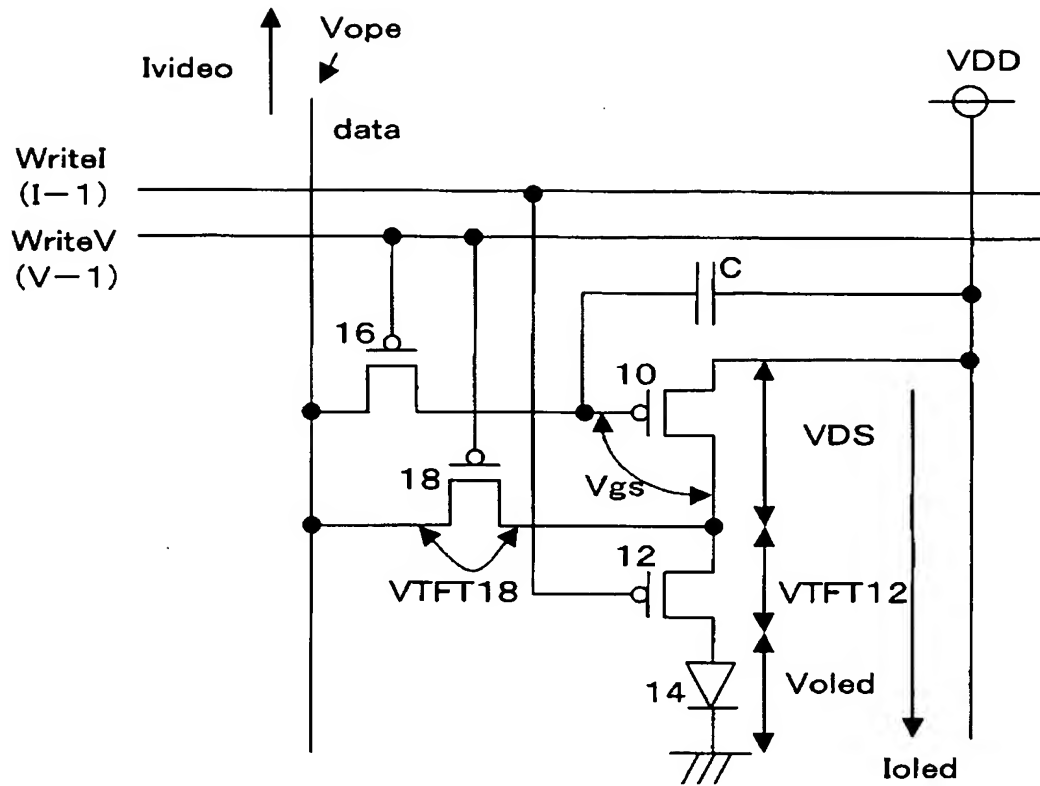 Vope
Ivideo
VDD
data
WriteI
(I-1)
WriteV
(V-1)
C
16
10
VDS
Vgs
18
12
VTFT18
VTFT12
14
Voled
Ioled